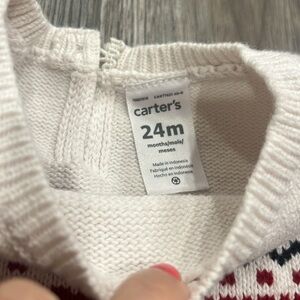 carter's
24m
months/mois/
meses
Made in Indonesia
Fabriqué en Indonésie
Hecho en Indonesia